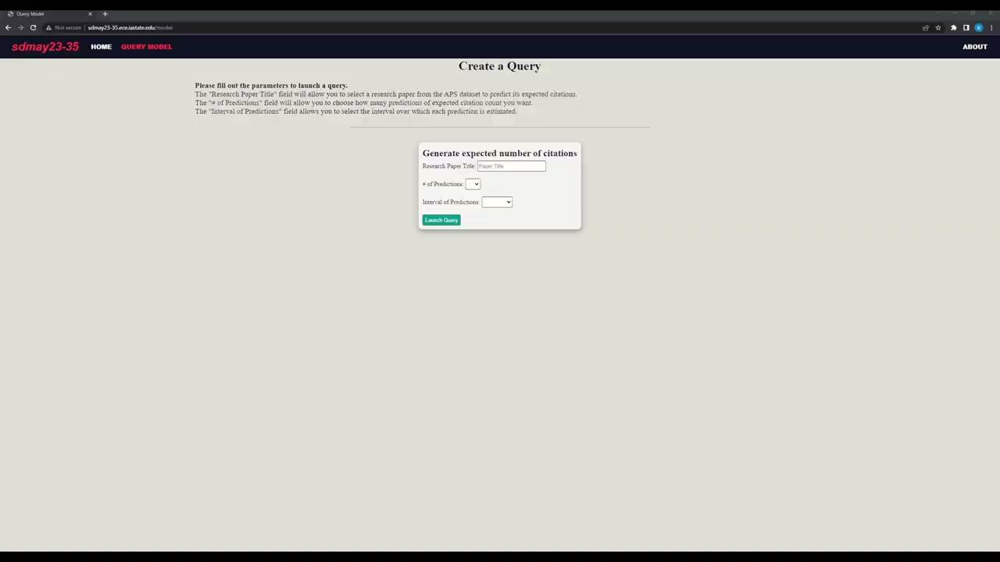 Query Model
Not secure | sdmay23-35.ece.iastate.edu/model
sdmay23-35 HOME QUERY MODEL ABOUT
Create a Query
Please fill out the parameters to launch a query.
The "Research Paper Title" field will allow you to select a research paper from the APS dataset to predict its expected citations.
The "# of Predictions" field will allow you to choose how many predictions of expected citation count you want.
The "Interval of Predictions" field allows you to select the interval over which each prediction is estimated.
Generate expected number of citations
Research Paper Title: Paper Title
# of Predictions:
Interval of Predictions:
Launch Query